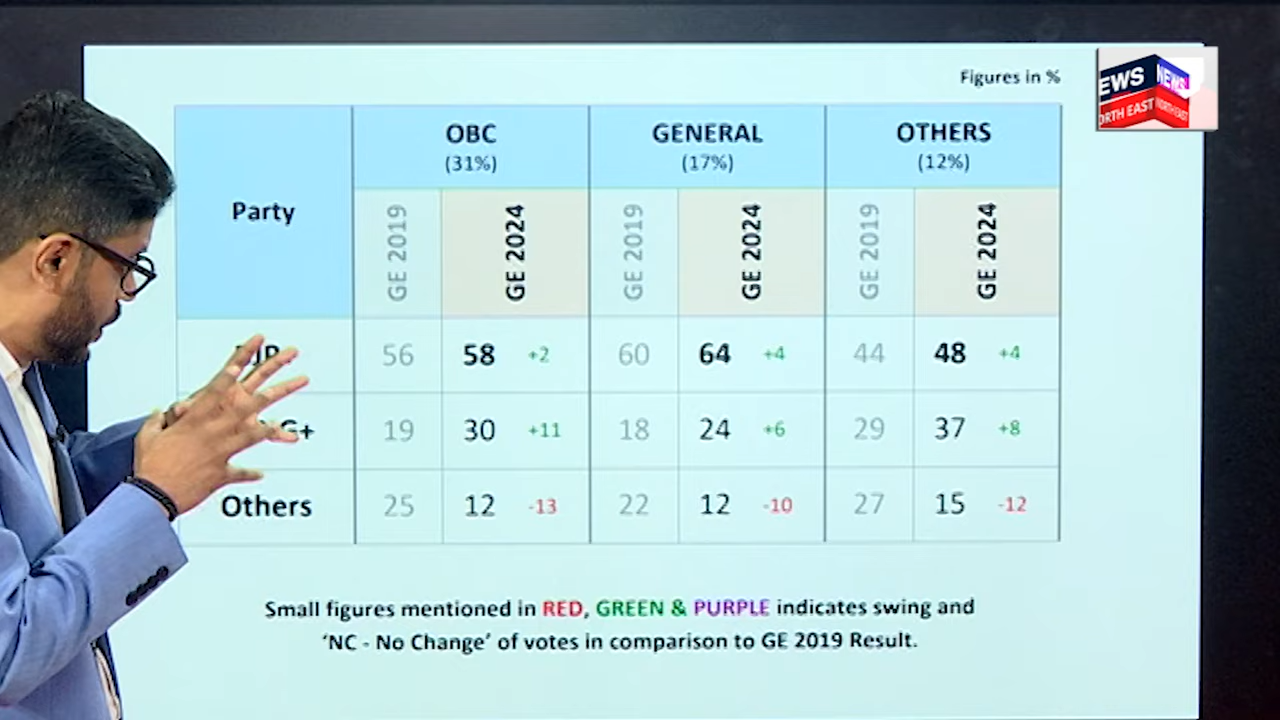 Figures in %
Party
OBC
(31%)
GENERAL
(17%)
OTHERS
(12%)
GE 2019
GE 2024
GE 2019
GE 2024
GE 2019
GE 2024
56 58 +2 60 64 +4 44 48 +4
19 30 +11 18 24 +6 29 37 +8
Others 25 12 -13 22 12 -10 27 15 -12
Small figures mentioned in RED, GREEN & PURPLE indicates swing and
‘NC - No Change’ of votes in comparison to GE 2019 Result.
NEWS
EAST